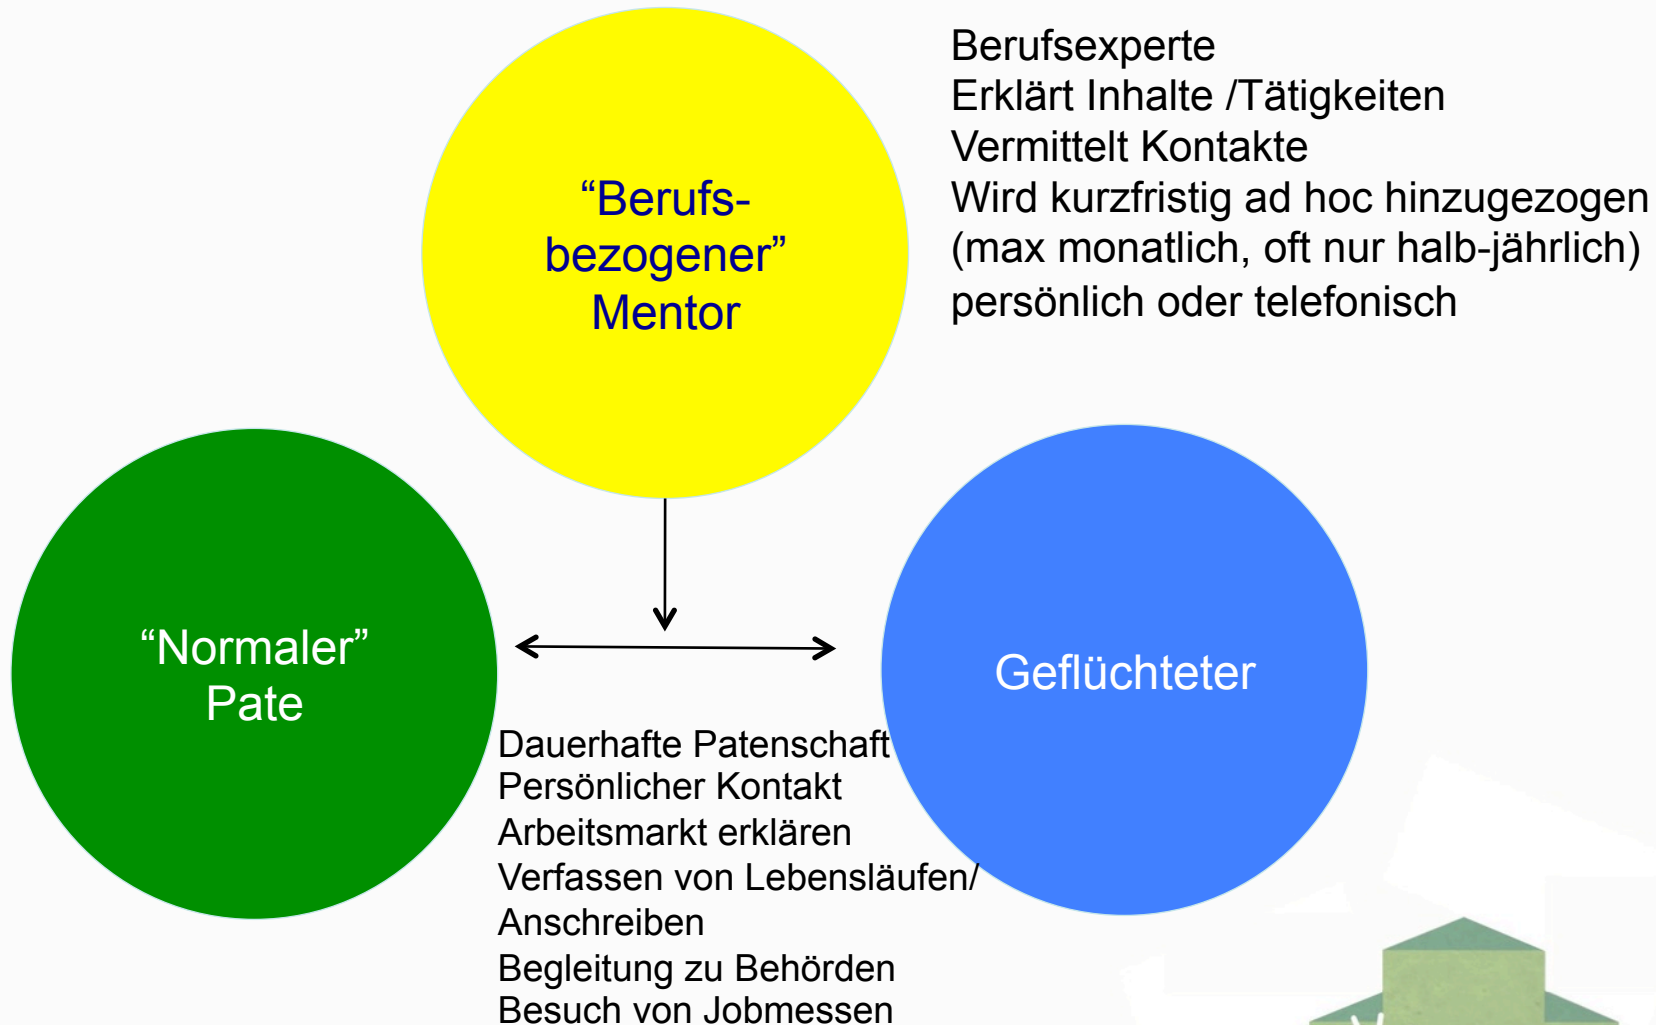 “Berufs-
bezogener”
Mentor
Berufsexperte
Erklärt Inhalte /Tätigkeiten
Vermittelt Kontakte
Wird kurzfristig ad hoc hinzugezogen
(max monatlich, oft nur halb-jährlich)
persönlich oder telefonisch
“Normaler”
Pate
Geflüchteter
Dauerhafte Patenschaft
Persönlicher Kontakt
Arbeitsmarkt erklären
Verfassen von Lebensläufen/
Anschreiben
Begleitung zu Behörden
Besuch von Jobmessen